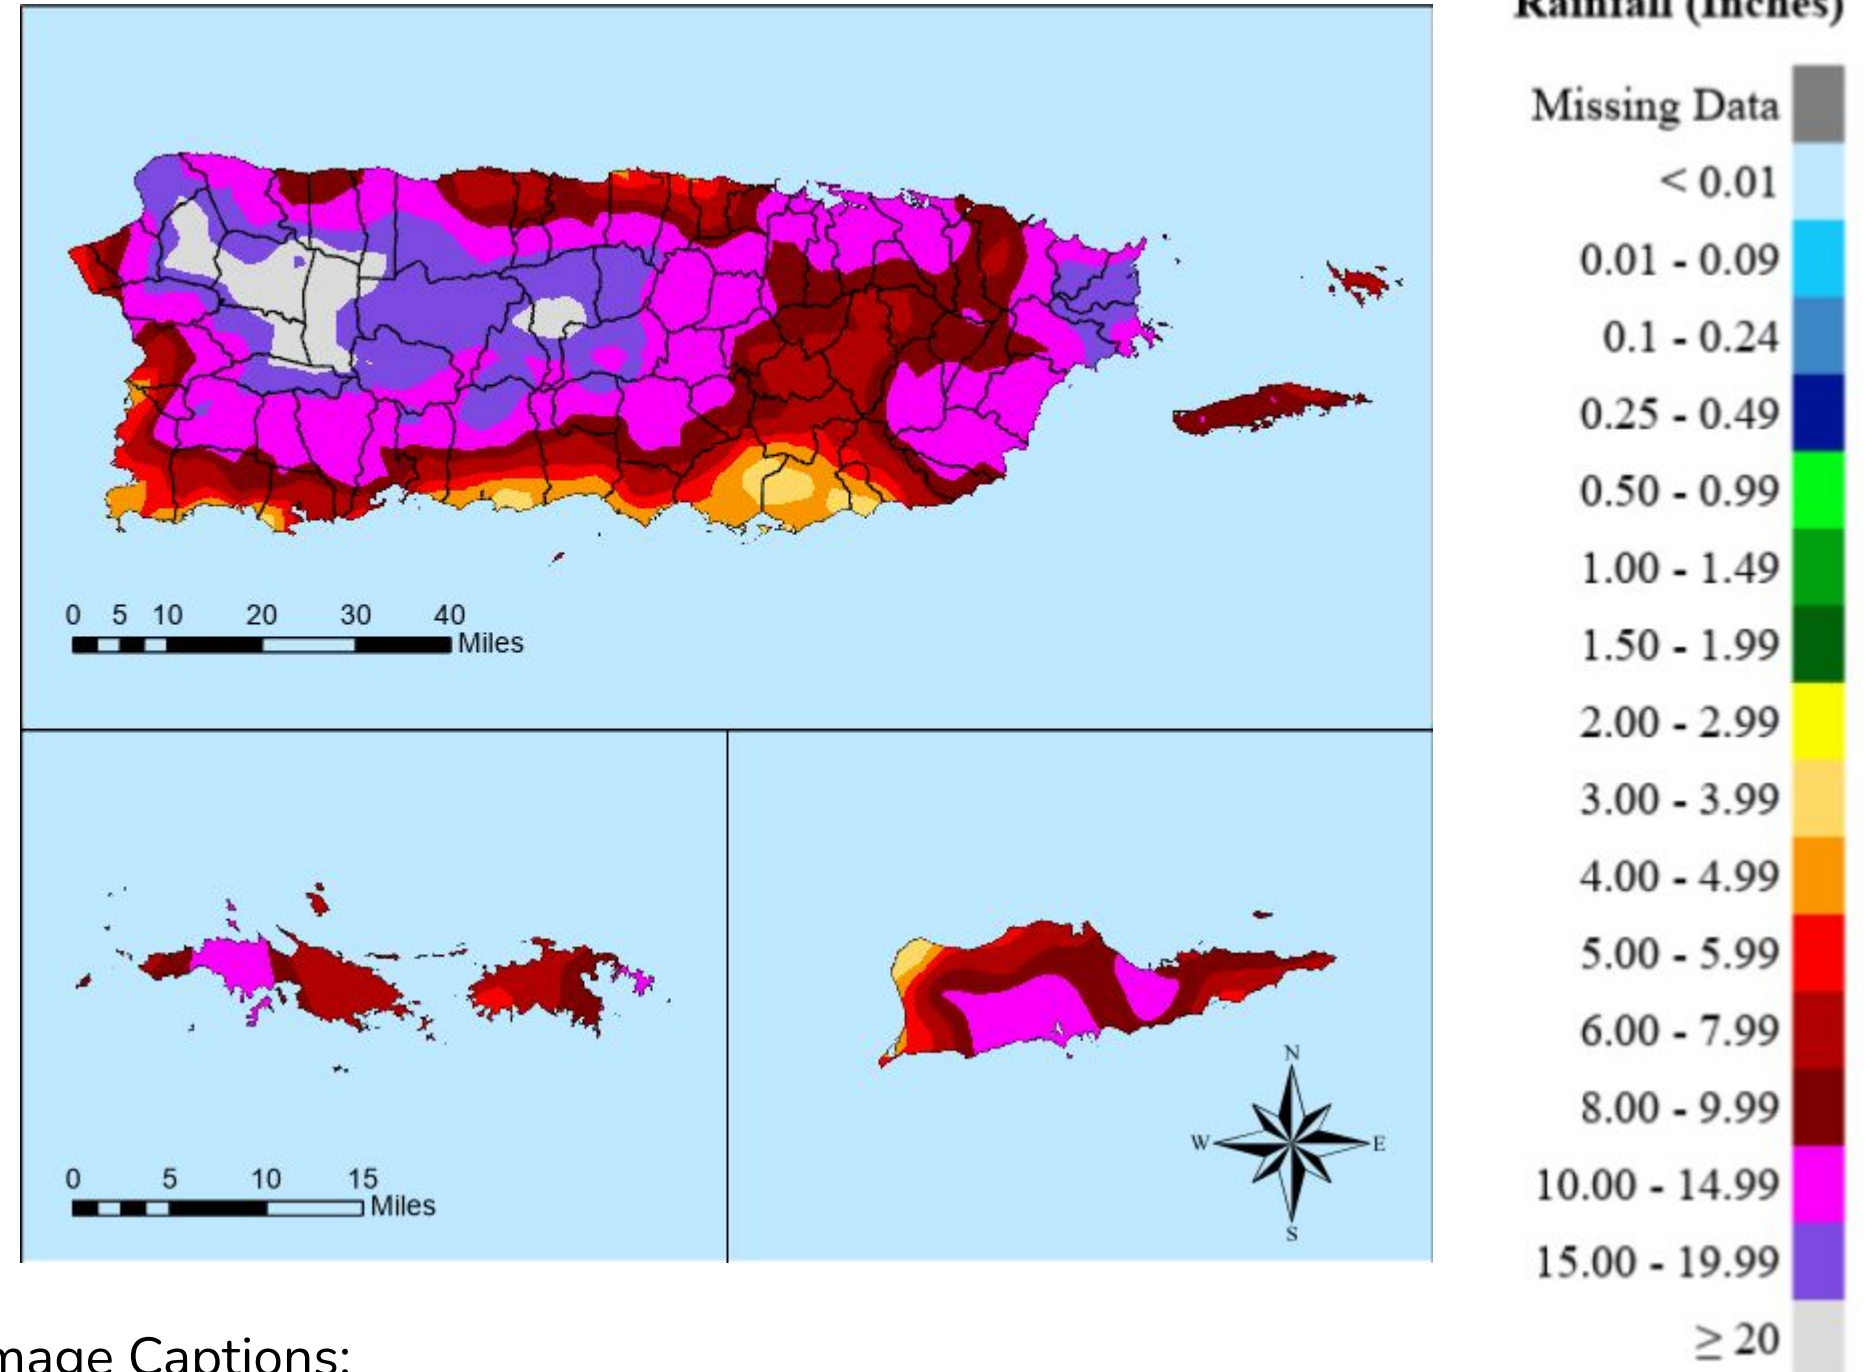 Rainfall (Inches)
Missing Data
< 0.01
0.01 - 0.09
0.1 - 0.24
0.25 - 0.49
0.50 - 0.99
1.00 - 1.49
1.50 - 1.99
2.00 - 2.99
3.00 - 3.99
4.00 - 4.99
5.00 - 5.99
6.00 - 7.99
8.00 - 9.99
10.00 - 14.99
15.00 - 19.99
≥ 20
0 5 10 20 30 40
Miles
0 5 10 15
Miles
N
W E
S
mage Captions: